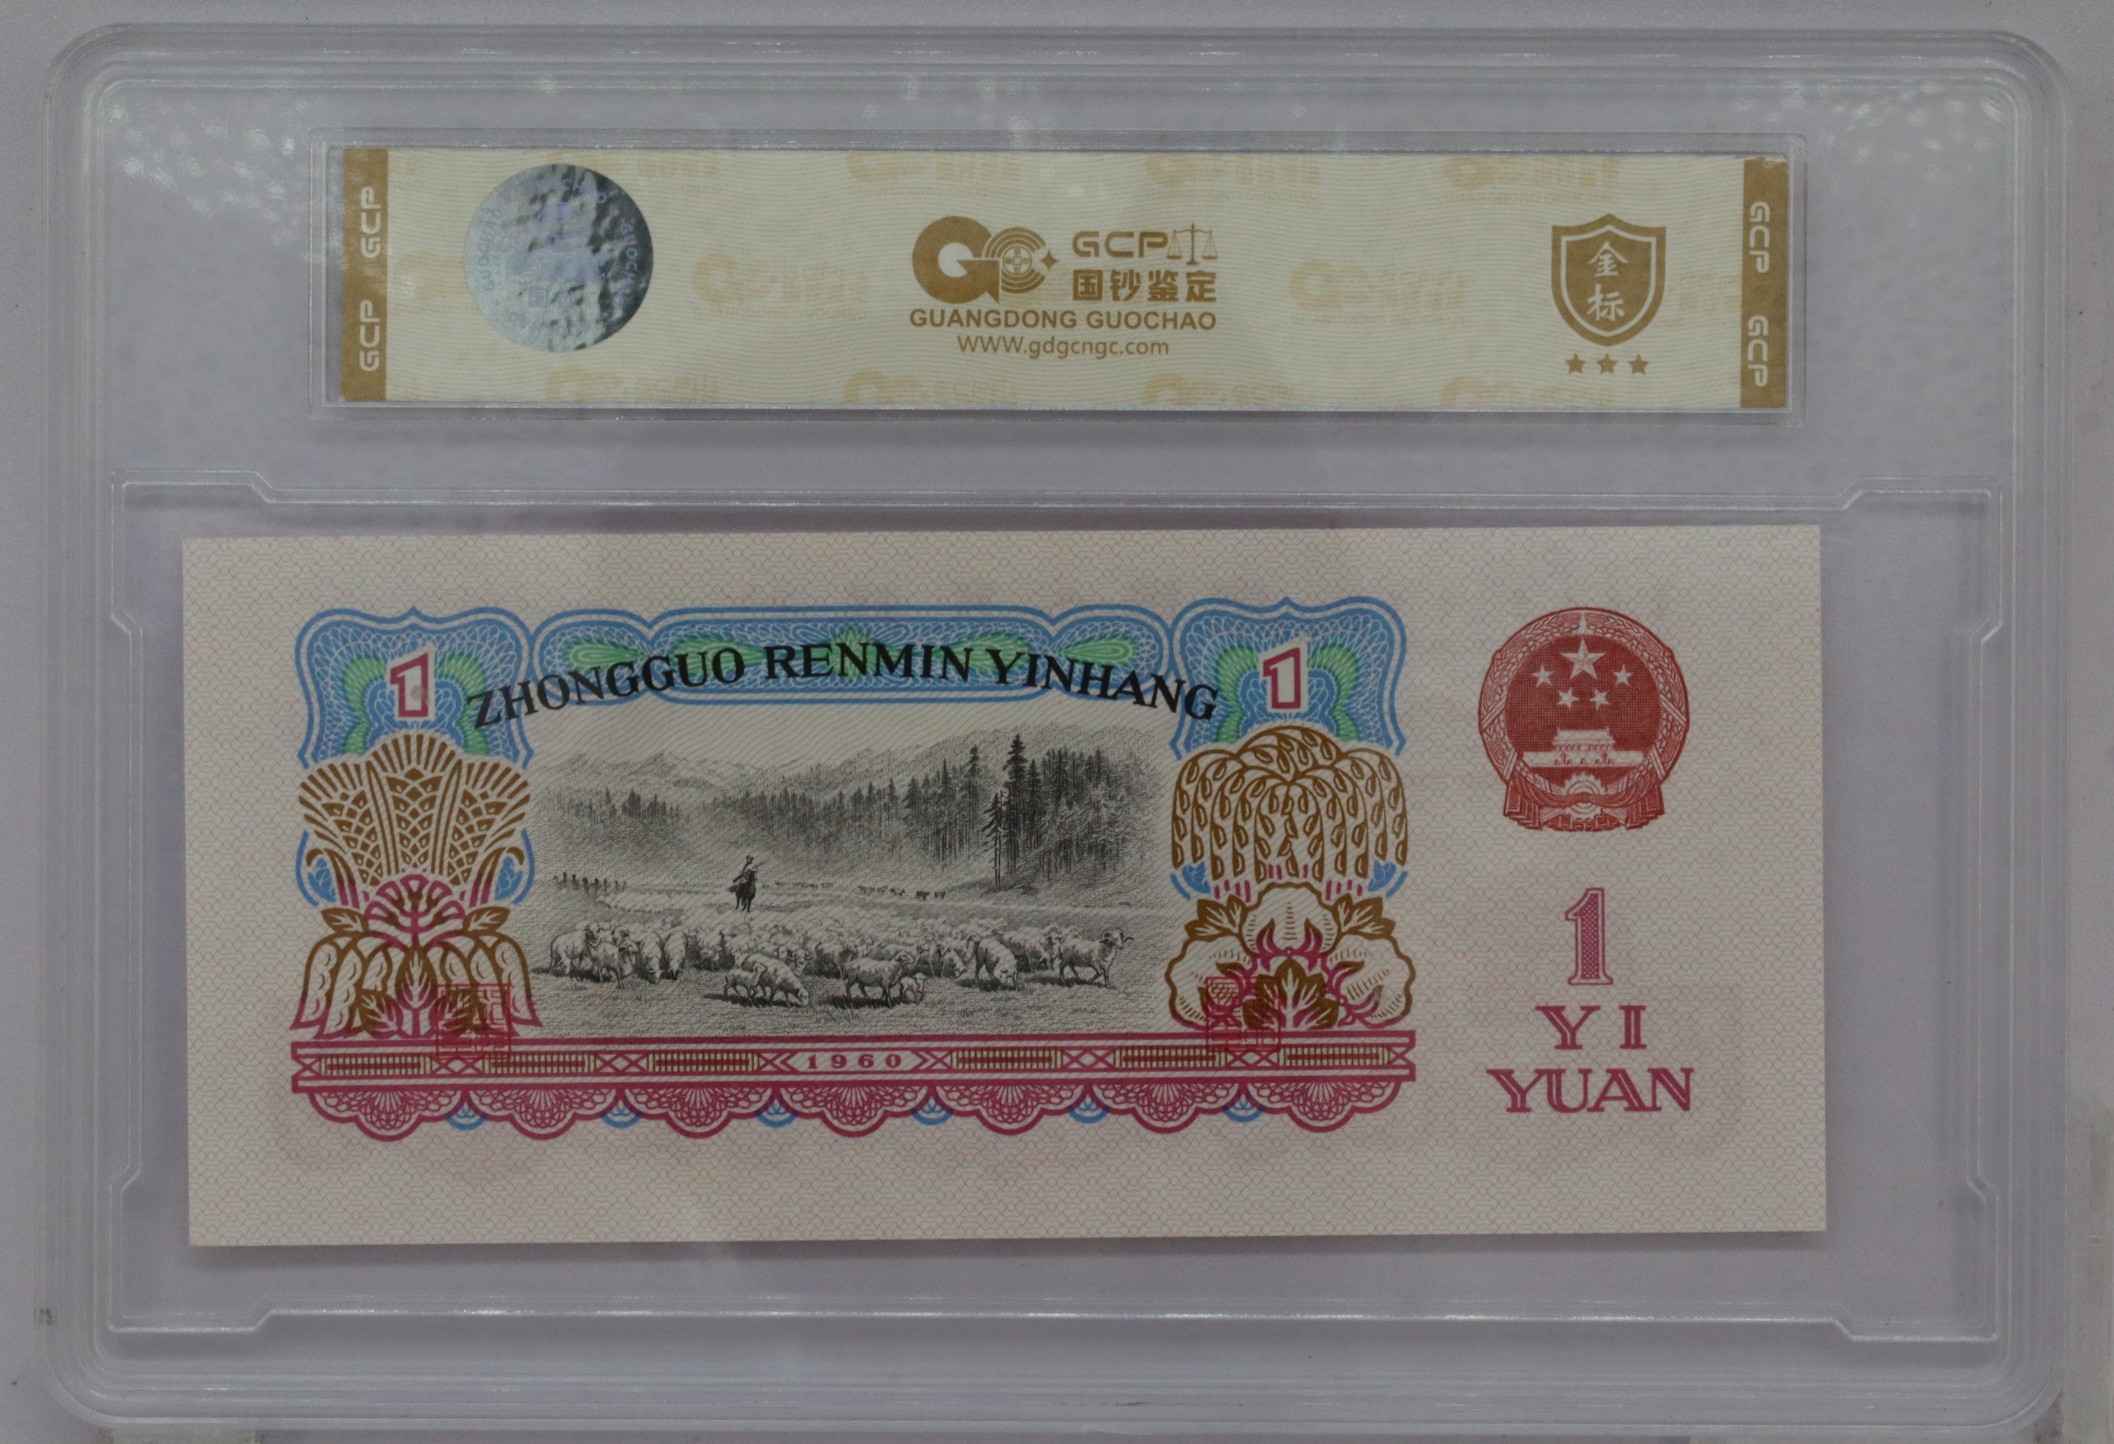 GCP GCP
GCP
国钞鉴定
GUANGDONG GUOCHAO
WWW.gdgcngc.com
金
标
GCP GCP
1
ZHONGGUO RENMIN YINHANG
1
1960
1
YI
YUAN